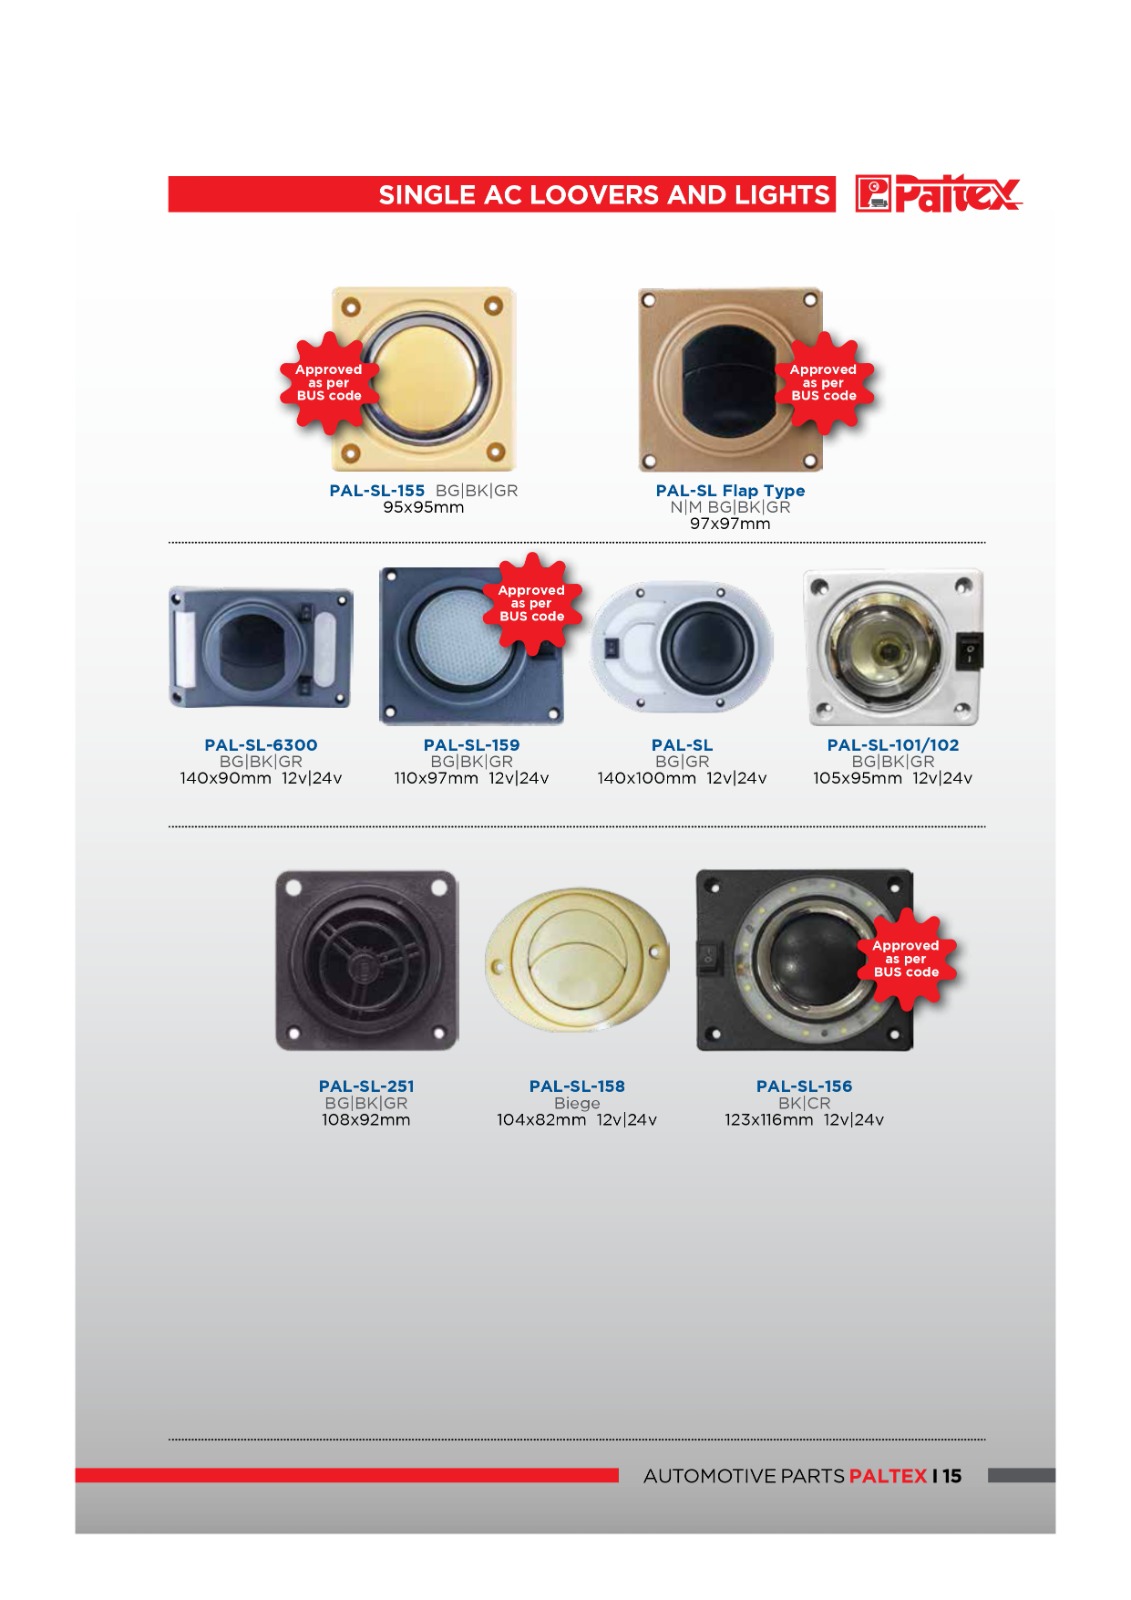 SINGLE AC LOOVERS AND LIGHTS
P Paltex
Approved
as per
BUS code
Approved
as per
BUS code
PAL-SL-155 BG|BK|GR
95x95mm
PAL-SL Flap Type
N|M BG|BK|GR
97x97mm
Approved
as per
BUS code
PAL-SL-6300
BG|BK|GR
140x90mm 12v|24v
PAL-SL-159
BG|BK|GR
110x97mm 12v|24v
PAL-SL
BG|GR
140x100mm 12v|24v
PAL-SL-101/102
BG|BK|GR
105x95mm 12v|24v
Approved
as per
BUS code
PAL-SL-251
BG|BK|GR
108x92mm
PAL-SL-158
Biege
104x82mm 12v|24v
PAL-SL-156
BK|CR
123x116mm 12v|24v
AUTOMOTIVE PARTS PALTEX I 15